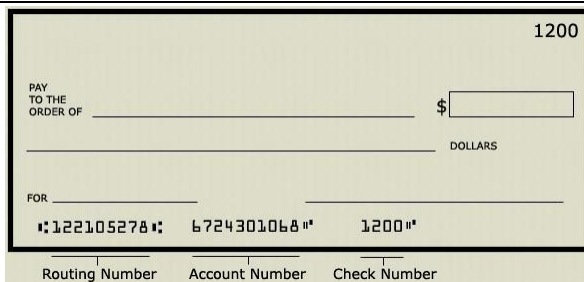 1200
PAY
TO THE
ORDER OF
$
DOLLARS
FOR
⑆122105278⑆ 6724301068⑈ 1200⑈
Routing Number Account Number Check Number